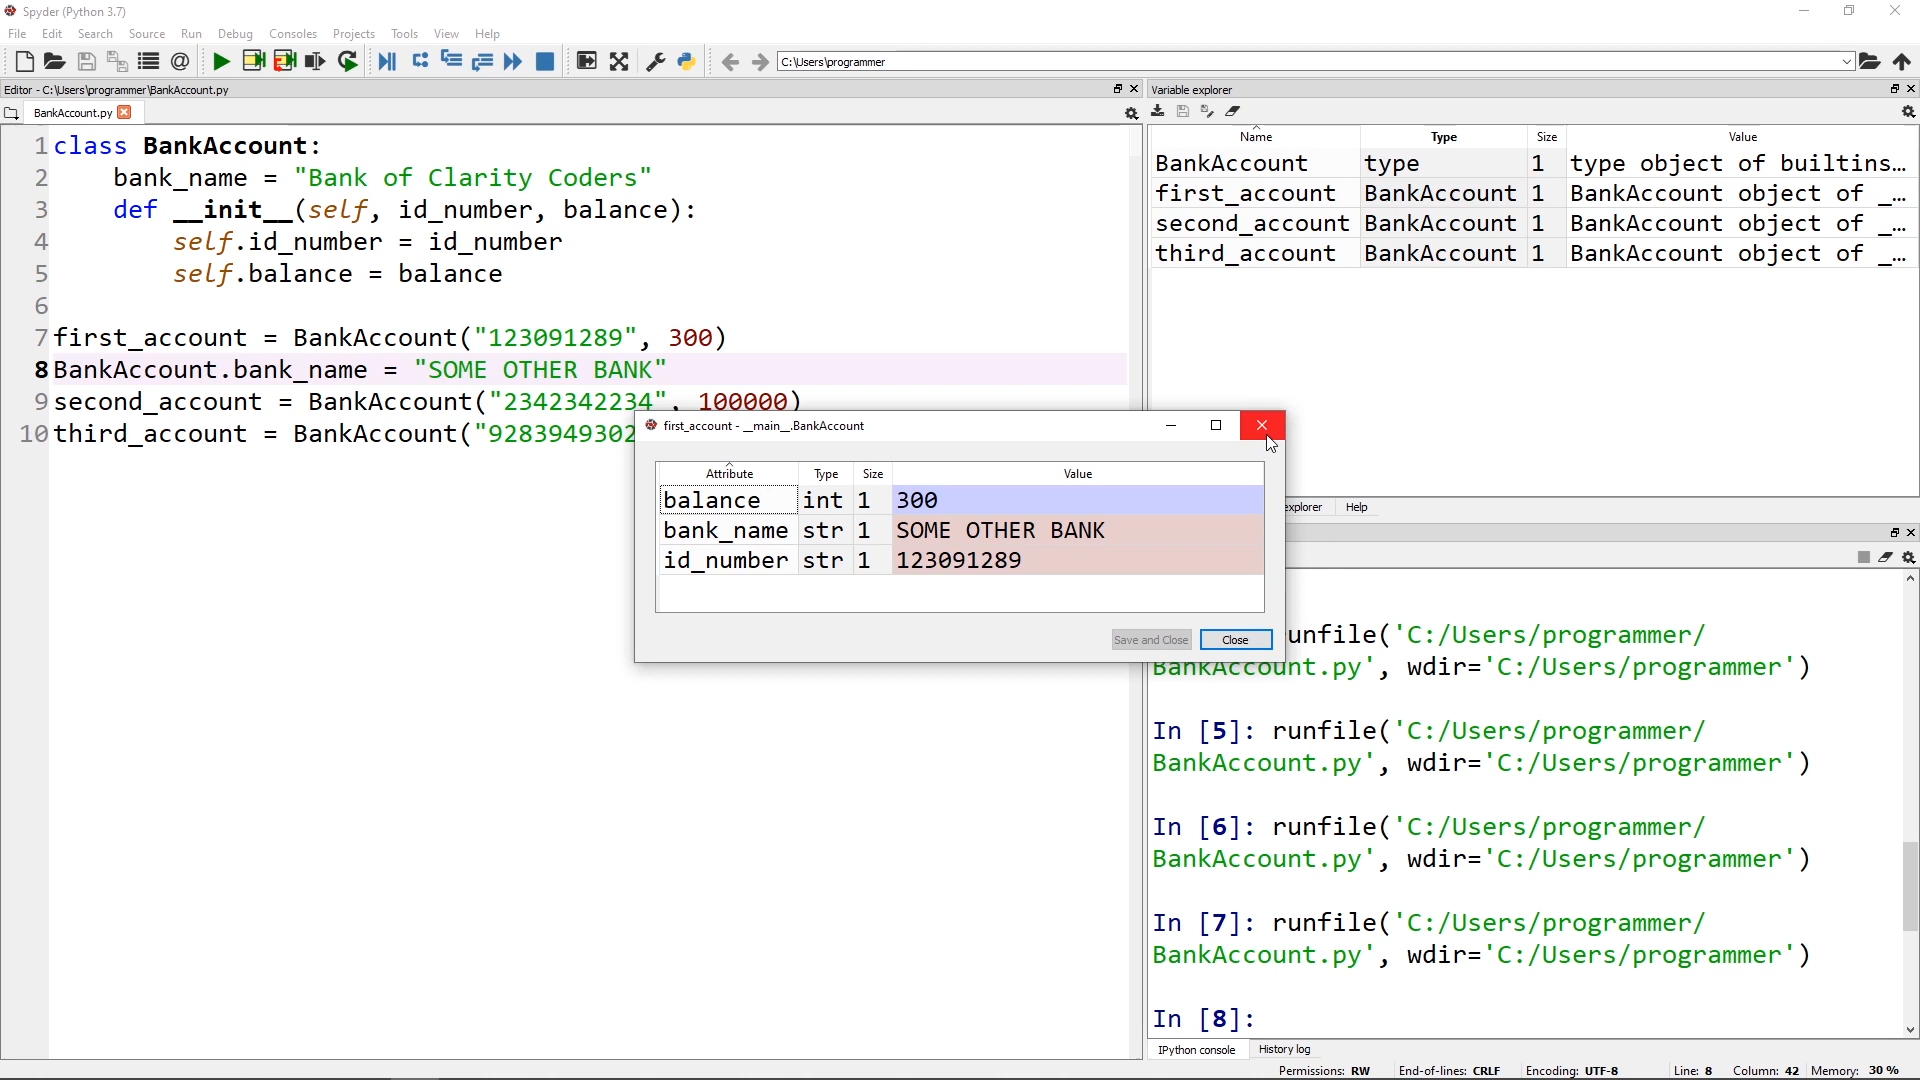 Spyder (Python 3.7)
File Edit Search Source Run Debug Consoles Projects Tools View Help
C:\Users\programmer
Editor - C:\Users\programmer\BankAccount.py
BankAccount.py
1 class BankAccount:
2 bank_name = "Bank of Clarity Coders"
3 def __init__(self, id_number, balance):
4 self.id_number = id_number
5 self.balance = balance
6
7 first_account = BankAccount("123091289", 300)
8 BankAccount.bank_name = "SOME OTHER BANK"
9 second_account = BankAccount("2342342234", 100000)
10 third_account = BankAccount("9283949302
Variable explorer
Name Type Size Value
BankAccount type 1 type object of builtins...
first_account BankAccount 1 BankAccount object of _...
second_account BankAccount 1 BankAccount object of _...
third_account BankAccount 1 BankAccount object of _...
first_account - __main__.BankAccount
Attribute Type Size Value
balance int 1 300
bank_name str 1 SOME OTHER BANK
id_number str 1 123091289
Save and Close Close
explorer Help
unfile('C:/Users/programmer/
BankAccount.py', wdir='C:/Users/programmer')
In [5]: runfile('C:/Users/programmer/
BankAccount.py', wdir='C:/Users/programmer')
In [6]: runfile('C:/Users/programmer/
BankAccount.py', wdir='C:/Users/programmer')
In [7]: runfile('C:/Users/programmer/
BankAccount.py', wdir='C:/Users/programmer')
In [8]:
IPython console History log
Permissions: RW End-of-lines: CRLF Encoding: UTF-8 Line: 8 Column: 42 Memory: 30 %